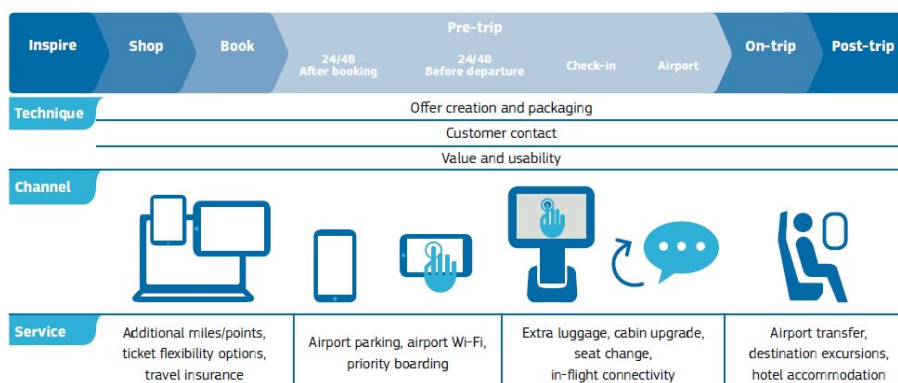 Inspire
Shop
Book
Pre-trip
24/48
After booking
24/48
Before departure
Check-in
Airport
On-trip
Post-trip
Technique
Offer creation and packaging
Customer contact
Value and usability
Channel
Service
Additional miles/points,
ticket flexibility options,
travel insurance
Airport parking, airport Wi-Fi,
priority boarding
Extra luggage, cabin upgrade,
seat change,
in-flight connectivity
Airport transfer,
destination excursions,
hotel accommodation